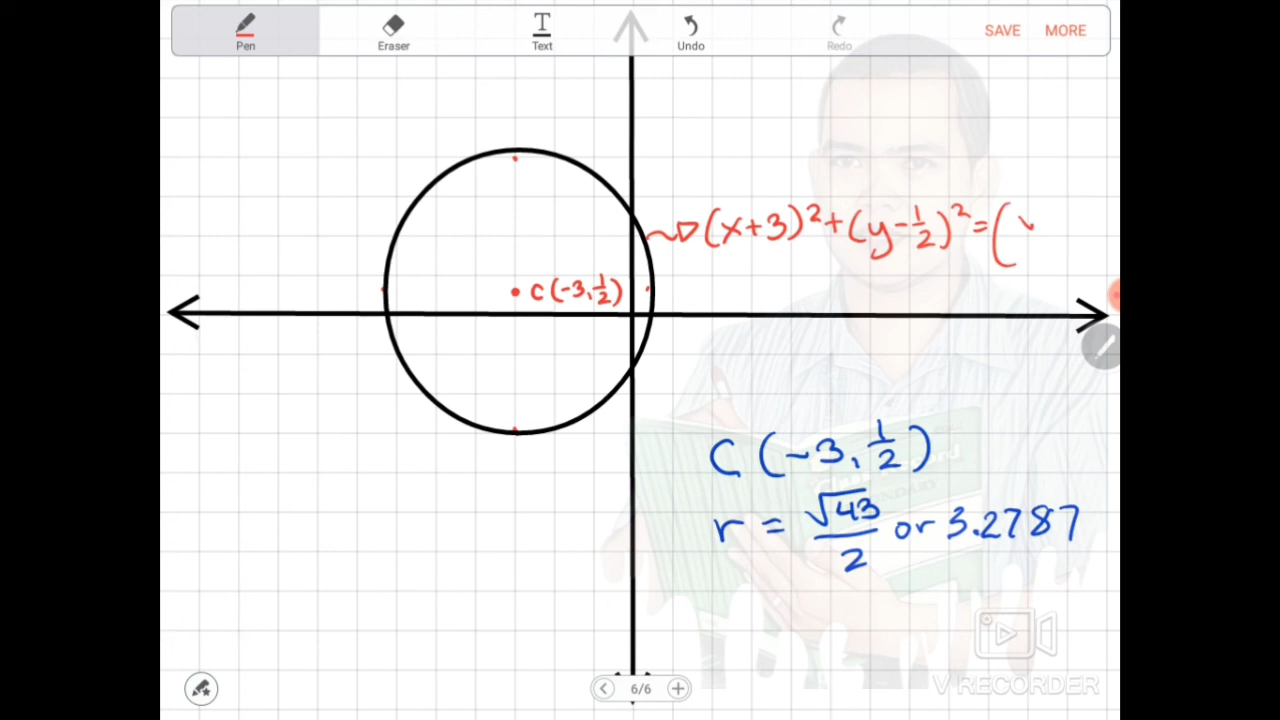 Pen
Eraser
Text
Undo
Redo
SAVE
MORE
(x+3)²+(y-1/2)²=(
C(-3,1/2)
C(-3,1/2)
r = √43/2 or 3.2787
6/6
V RECORDER